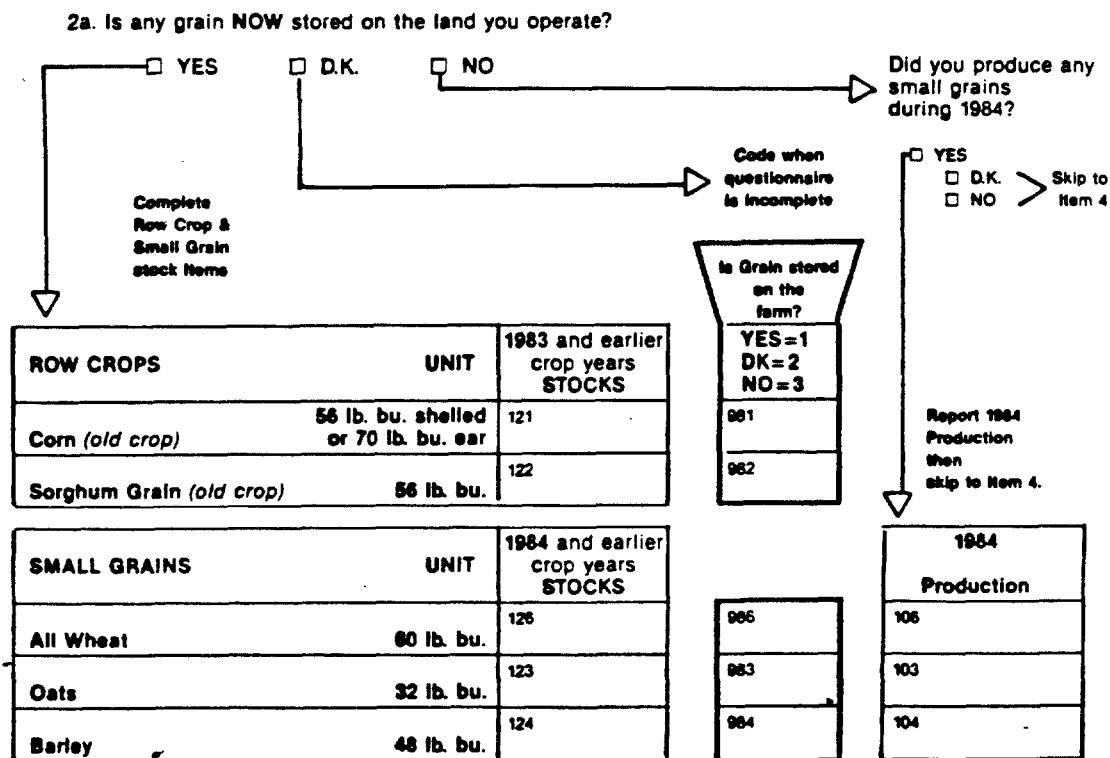 2a. Is any grain NOW stored on the land you operate?
☐ YES ☐ D.K. ☐ NO
Did you produce any
small grains
during 1984?
☐ YES
☐ D.K.
☐ NO
Skip to
Item 4
Code when
questionnaire
is incomplete
Complete
Row Crop &
Small Grain
stock Items
Is Grain stored
on the
farm?
YES=1
DK=2
NO=3
ROW CROPS UNIT
1983 and earlier
crop years
STOCKS
Corn (old crop) 56 lb. bu. shelled
or 70 lb. bu. ear
121
981
Sorghum Grain (old crop) 56 lb. bu.
122
982
Report 1984
Production
then
skip to Item 4.
SMALL GRAINS UNIT
1984 and earlier
crop years
STOCKS
1984
Production
All Wheat 60 lb. bu.
126
986
106
Oats 32 lb. bu.
123
983
103
Barley 48 lb. bu.
124
984
104